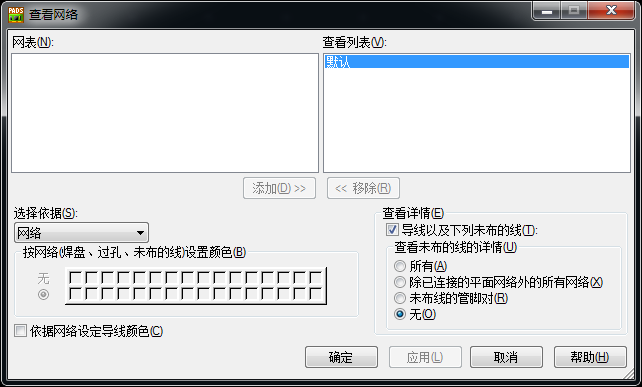 PADS
查看网络
网表(N):
查看列表(V):
默认
添加(D) >>
<< 移除(R)
选择依据(S):
网络
按网络(焊盘、过孔、未布的线)设置颜色(B)
无
依据网络设定导线颜色(C)
查看详情(E)
导线以及下列未布的线(T):
查看未布的线的详情(U)
所有(A)
除已连接的平面网络外的所有网络(X)
未布线的管脚对(R)
无(O)
确定
应用(L)
取消
帮助(H)